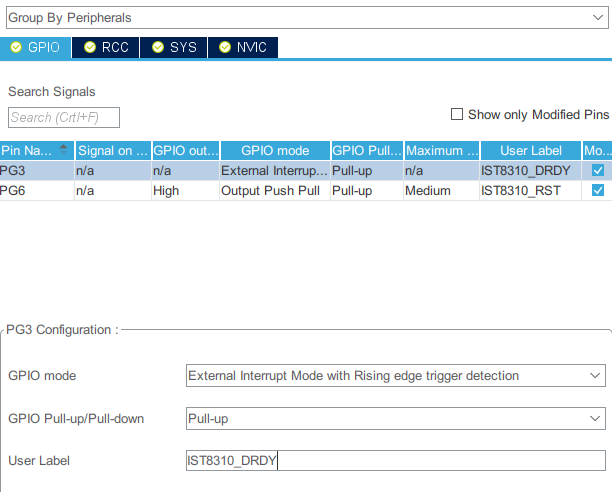 Group By Peripherals
GPIO RCC SYS NVIC
Search Signals
Search (Crtl+F)
Show only Modified Pins
Pin Na... Signal on ... GPIO out... GPIO mode GPIO Pull... Maximum ... User Label Mo...
PG3 n/a n/a External Interrup... Pull-up n/a IST8310_DRDY
PG6 n/a High Output Push Pull Pull-up Medium IST8310_RST
PG3 Configuration :
GPIO mode External Interrupt Mode with Rising edge trigger detection
GPIO Pull-up/Pull-down Pull-up
User Label IST8310_DRDY